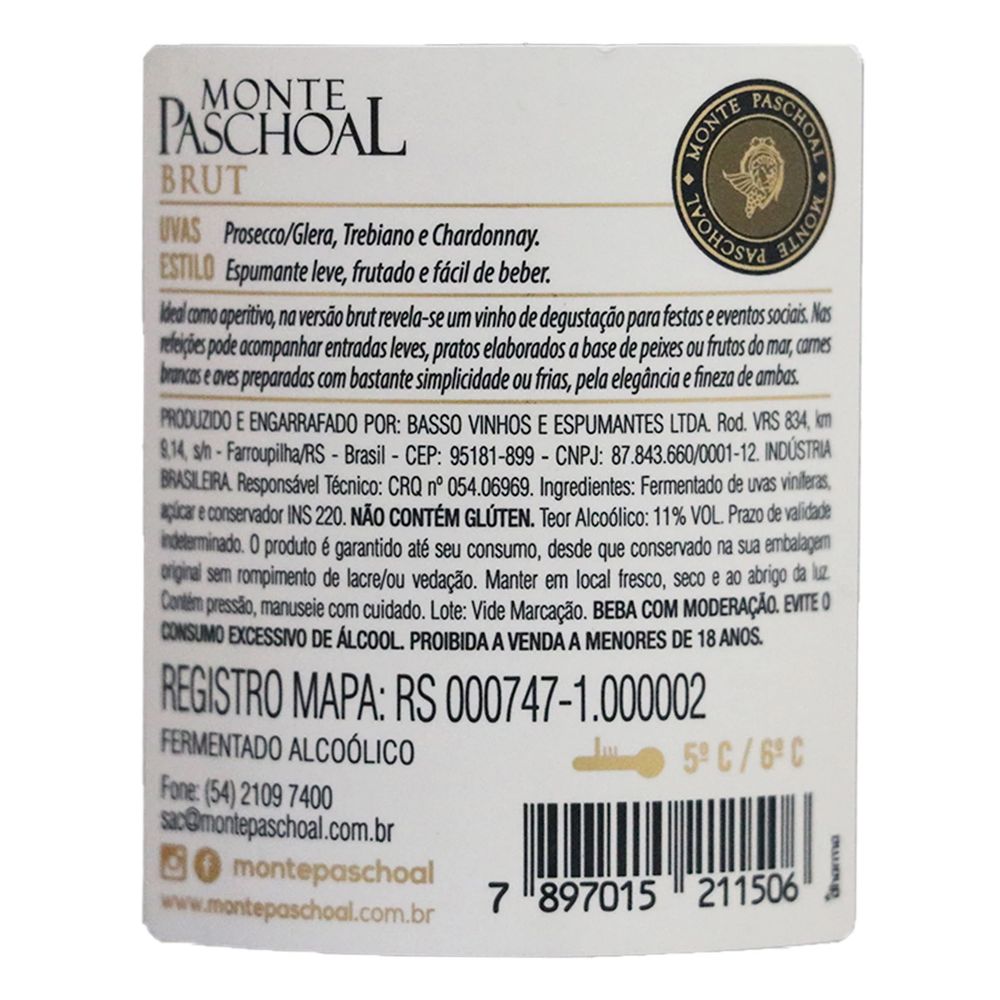 MONTE
PASCHOAL
BRUT
MONTE PASCHOAL ♦ MONTE PASCHOAL ♦
UVAS Prosecco/Glera, Trebiano e Chardonnay.
ESTILO Espumante leve, frutado e fácil de beber.
Ideal como aperitivo, na versão brut revela-se um vinho de degustação para festas e eventos sociais. Nas
refeições pode acompanhar entradas leves, pratos elaborados a base de peixes ou frutos do mar, carnes
brancas e aves preparadas com bastante simplicidade ou frias, pela elegância e fineza de ambas.
PRODUZIDO E ENGARRAFADO POR: BASSO VINHOS E ESPUMANTES LTDA. Rod. VRS 834, km
9,14, s/n - Farroupilha/RS - Brasil - CEP: 95181-899 - CNPJ: 87.843.660/0001-12. INDÚSTRIA
BRASILEIRA. Responsável Técnico: CRQ nº 054.06969. Ingredientes: Fermentado de uvas viníferas,
açúcar e conservador INS 220. NÃO CONTÉM GLÚTEN. Teor Alcoólico: 11% VOL. Prazo de validade
indeterminado. O produto é garantido até seu consumo, desde que conservado na sua embalagem
original sem rompimento de lacre/ou vedação. Manter em local fresco, seco e ao abrigo da luz.
Contém pressão, manuseie com cuidado. Lote: Vide Marcação. BEBA COM MODERAÇÃO. EVITE O
CONSUMO EXCESSIVO DE ÁLCOOL. PROIBIDA A VENDA A MENORES DE 18 ANOS.
REGISTRO MAPA: RS 000747-1.000002
FERMENTADO ALCOÓLICO
5º C / 6º C
Fone: (54) 2109 7400
sac@montepaschoal.com.br
montepaschoal
www.montepaschoal.com.br
7 897015 211506